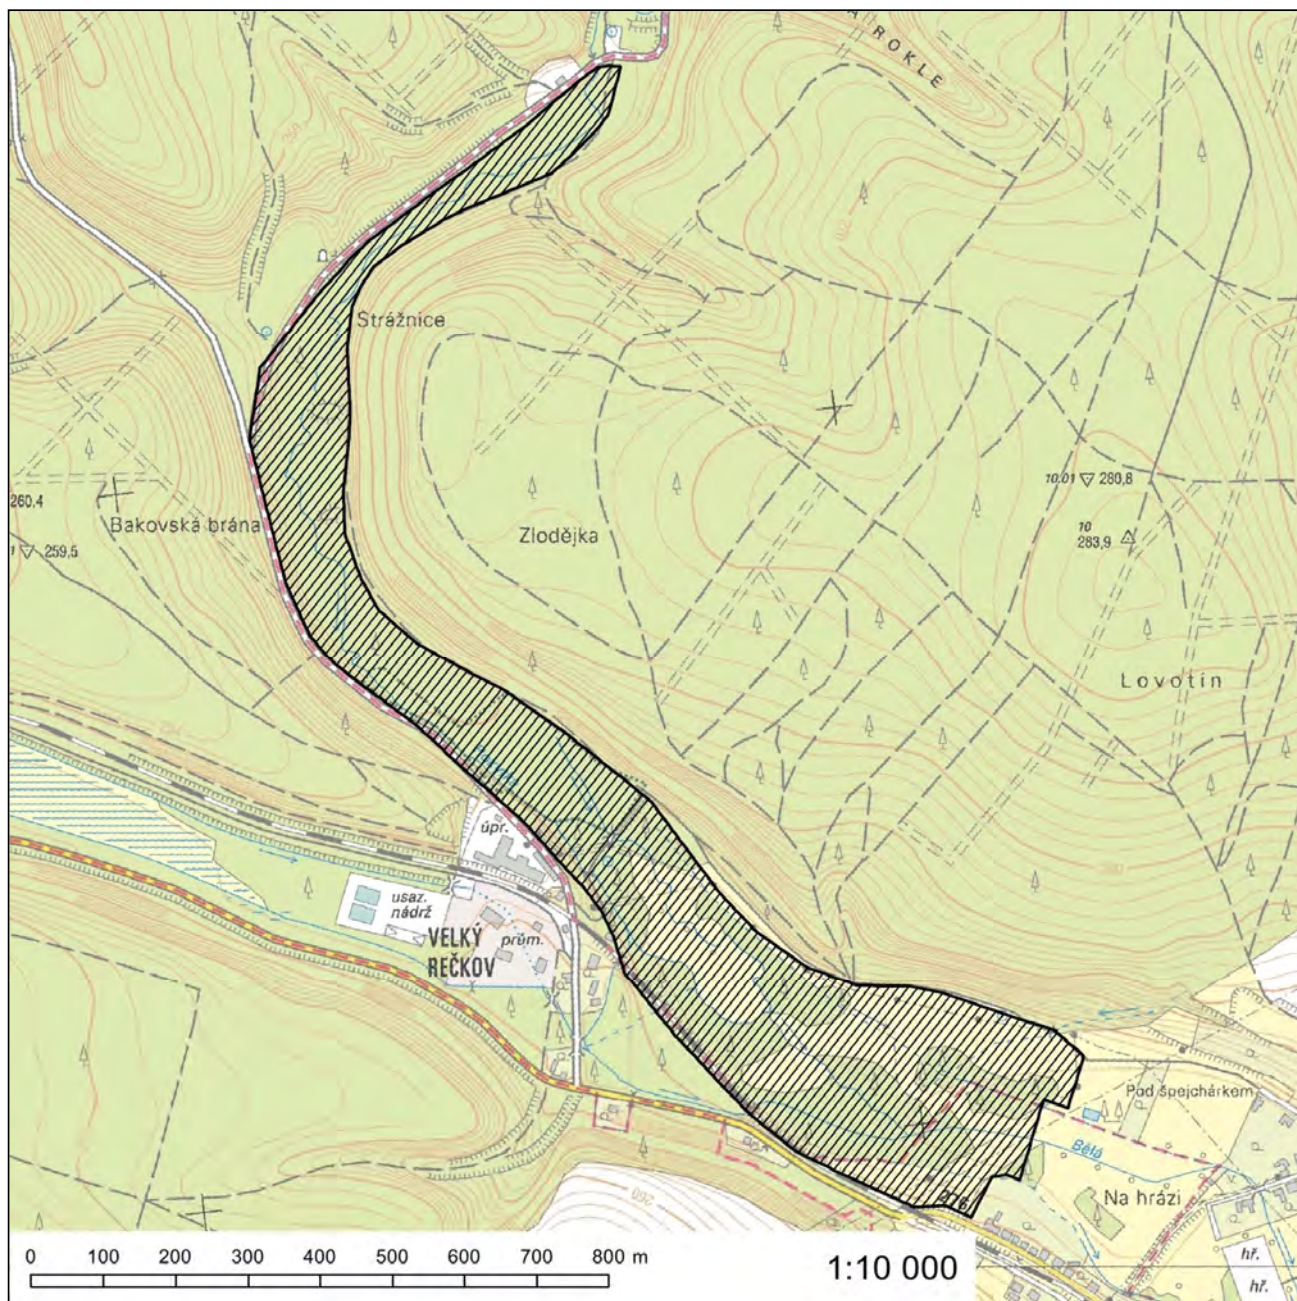 A ROKLE
Strážnice
10.01 280,8
260.4
Bakovská brána
10
283,9
Zlodějka
259,5
Lovotín
úpr.
usaz.
nádrž
VELKÝ
REČKOV
prům.
Pod špejchárkem
Bělá
Na hrázi
276
260
hř.
hř.
0 100 200 300 400 500 600 700 800 m
1:10 000